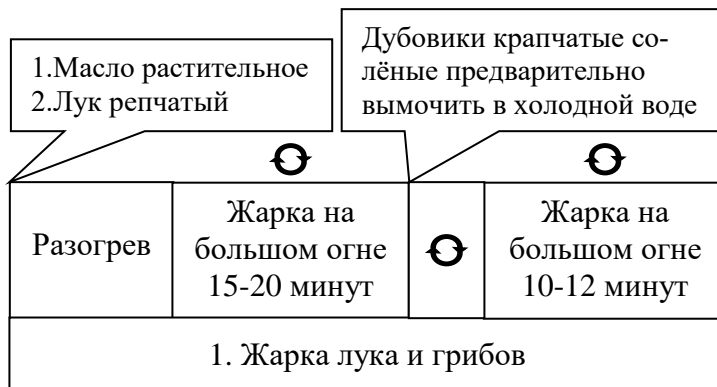 1.Масло растительное
2.Лук репчатый
Дубовики крапчатые со-
лёные предварительно
вымочить в холодной воде
Разогрев
Жарка на
большом огне
15-20 минут
Жарка на
большом огне
10-12 минут
1. Жарка лука и грибов